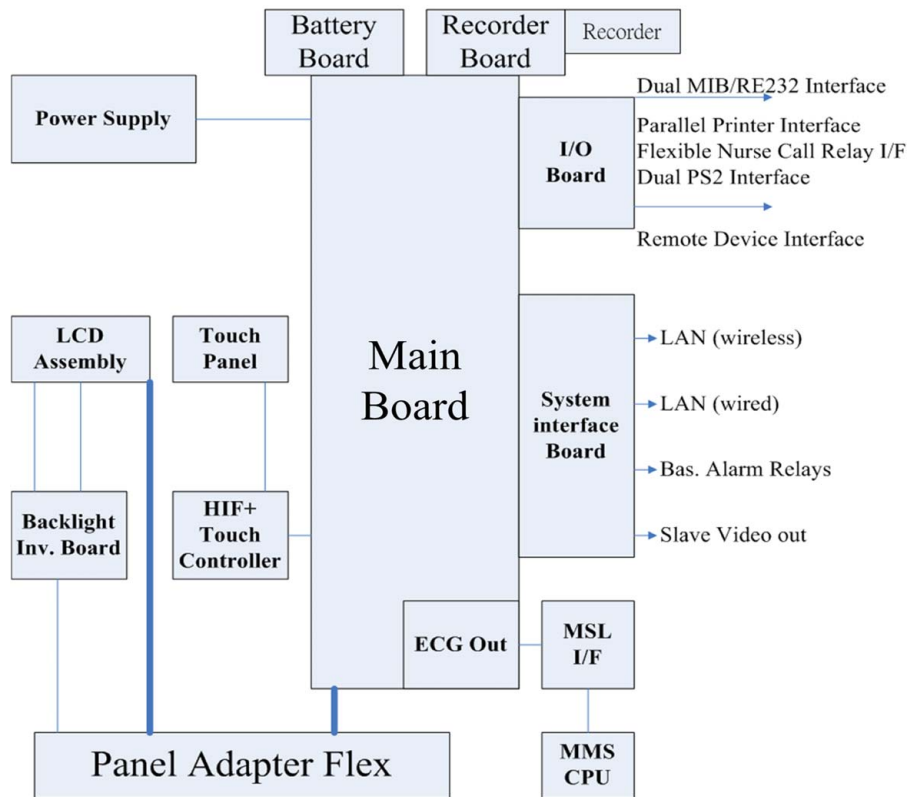 Battery
Board
Recorder
Board
Recorder
Power Supply
I/O
Board
Dual MIB/RE232 Interface
Parallel Printer Interface
Flexible Nurse Call Relay I/F
Dual PS2 Interface
Remote Device Interface
LCD
Assembly
Touch
Panel
Main
Board
System
interface
Board
LAN (wireless)
LAN (wired)
Bas. Alarm Relays
Slave Video out
Backlight
Inv. Board
HIF+
Touch
Controller
ECG Out
MSL
I/F
Panel Adapter Flex
MMS
CPU